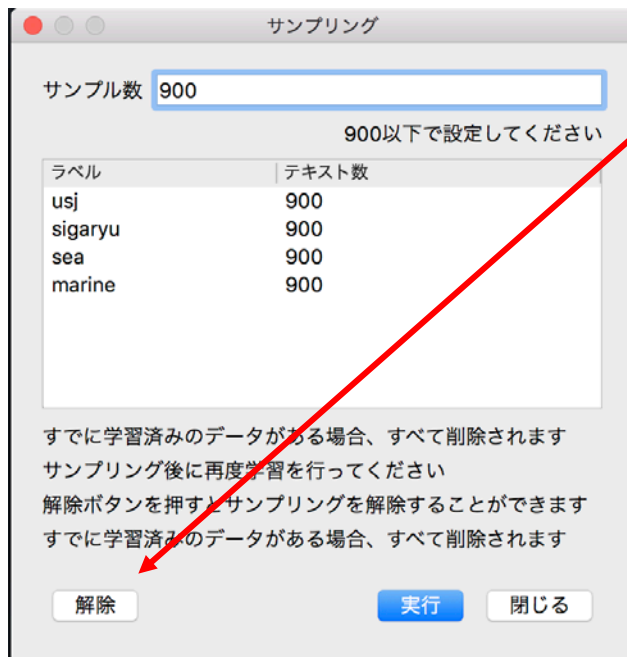 サンプリング
サンプル数 900
900以下で設定してください
ラベル テキスト数
usj 900
sigaryu 900
sea 900
marine 900
すでに学習済みのデータがある場合、すべて削除されます
サンプリング後に再度学習を行ってください
解除ボタンを押すとサンプリングを解除することができます
すでに学習済みのデータがある場合、すべて削除されます
解除 実行 閉じる